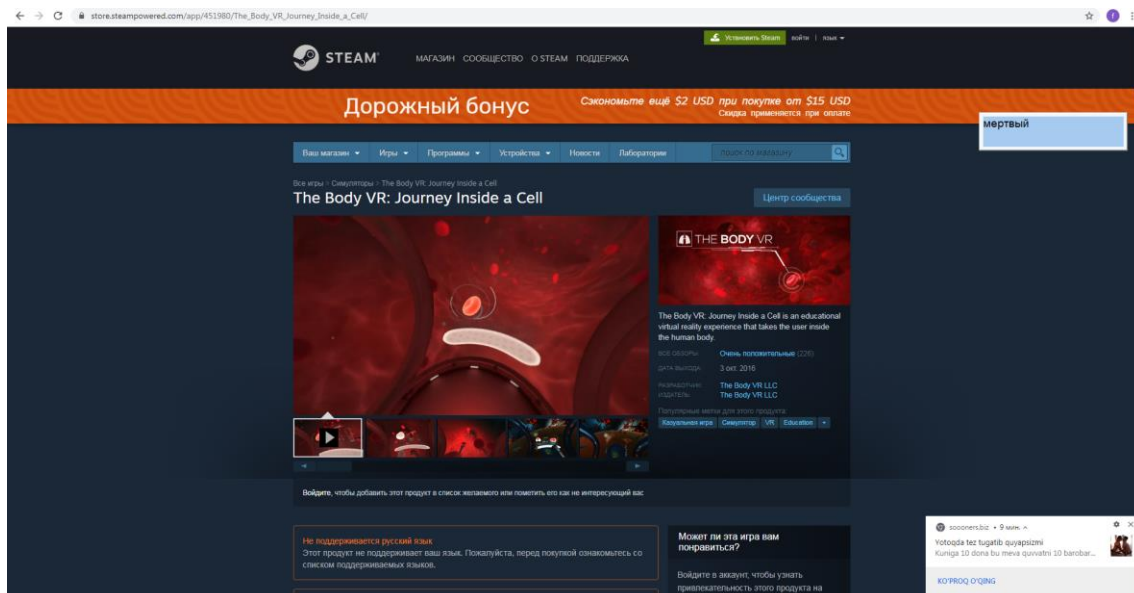 store.steampowered.com/app/451980/The_Body_VR_Journey_Inside_a_Cell/
Установить Steam войти | язык
STEAM МАГАЗИН СООБЩЕСТВО О STEAM ПОДДЕРЖКА
Дорожный бонус
Сэкономьте ещё $2 USD при покупке от $15 USD
Скидка применяется при оплате
мертвый
Ваш магазин Игры Программы Устройства Новости Лаборатории поиск по магазину
Все игры > Симуляторы > The Body VR: Journey Inside a Cell
The Body VR: Journey Inside a Cell
Центр сообщества
THE BODY VR
The Body VR: Journey Inside a Cell is an educational
virtual reality experience that takes the user inside
the human body.
ВСЕ ОБЗОРЫ: Очень положительные (226)
ДАТА ВЫХОДА: 3 окт. 2016
РАЗРАБОТЧИК: The Body VR LLC
ИЗДАТЕЛЬ: The Body VR LLC
Популярные метки для этого продукта:
Казуальная игра Симулятор VR Education +
Войдите, чтобы добавить этот продукт в список желаемого или пометить его как не интересующий вас
Не поддерживается русский язык
Этот продукт не поддерживает ваш язык. Пожалуйста, перед покупкой ознакомьтесь со
списком поддерживаемых языков.
Может ли эта игра вам
понравиться?
Войдите в аккаунт, чтобы узнать
привлекательность этого продукта на
9 мин.
Yotoqda tez tugatib quyapsizmi
Kuniga 10 dona bu meva quvvatni 10 barobar...
KO'PROQ O'QING